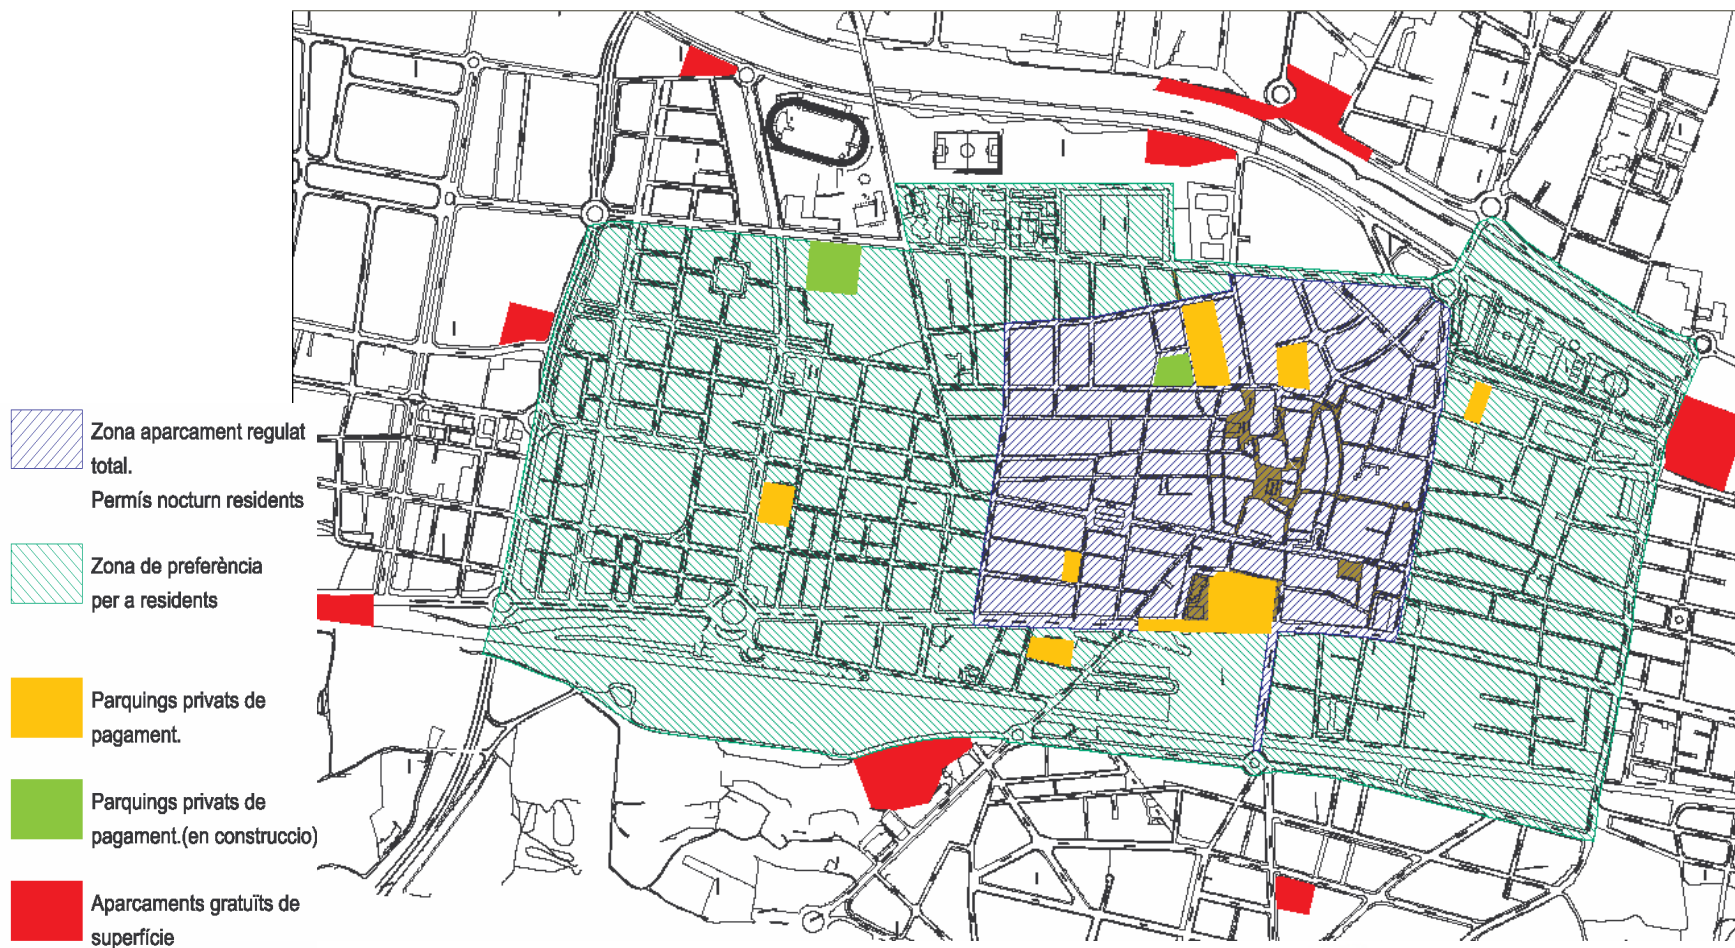 Zona aparcament regulat
total.
Permís nocturn residents
Zona de preferència
per a residents
Parquings privats de
pagament.
Parquings privats de
pagament.(en construccio)
Aparcaments gratuïts de
superfície